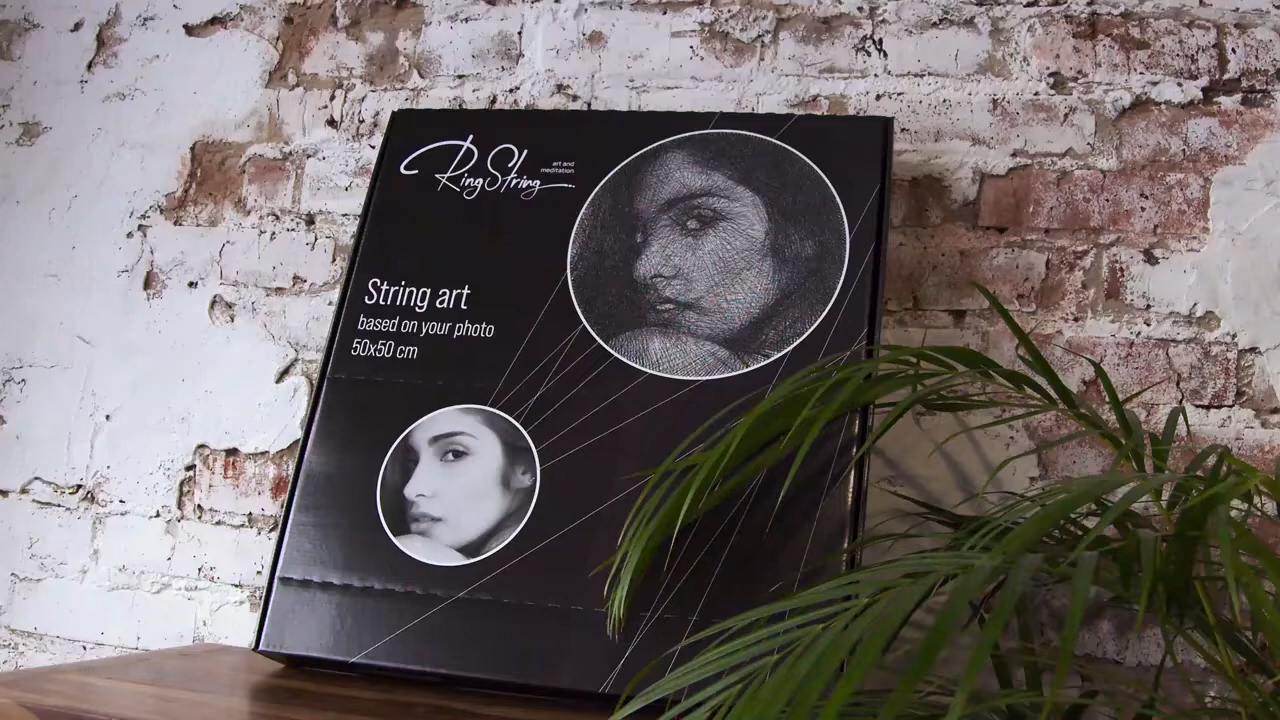 RingString
art and
meditation
String art
based on your photo
50x50 cm